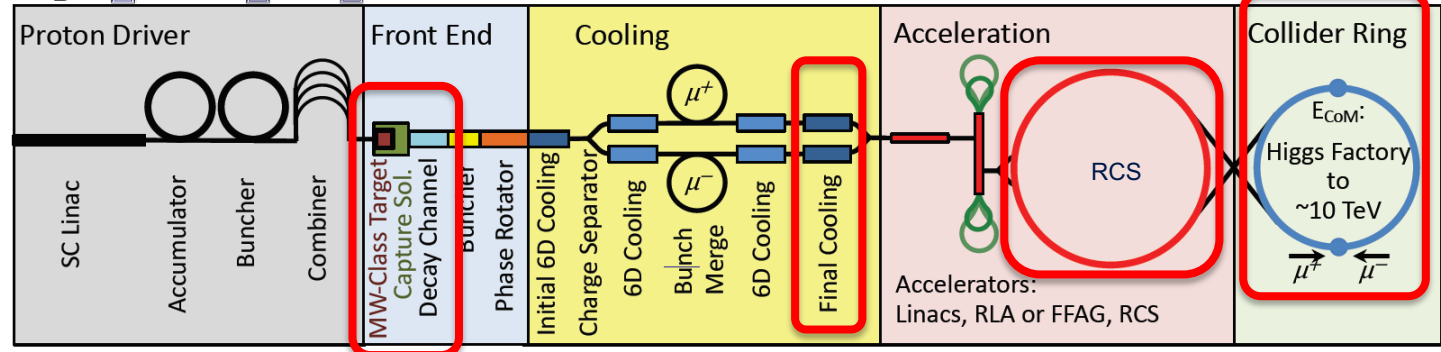 Proton Driver
Front End
Cooling
Acceleration
Collider Ring
SC Linac
Accumulator
Buncher
Combiner
MW-Class Target
Capture Sol.
Decay Channel
Buncher
Phase Rotator
Initial 6D Cooling
Charge Separator
6D Cooling
μ+
μ−
Bunch
Merge
6D Cooling
Final Cooling
RCS
Accelerators:
Linacs, RLA or FFAG, RCS
ECoM:
Higgs Factory
to
~10 TeV
μ+ μ−